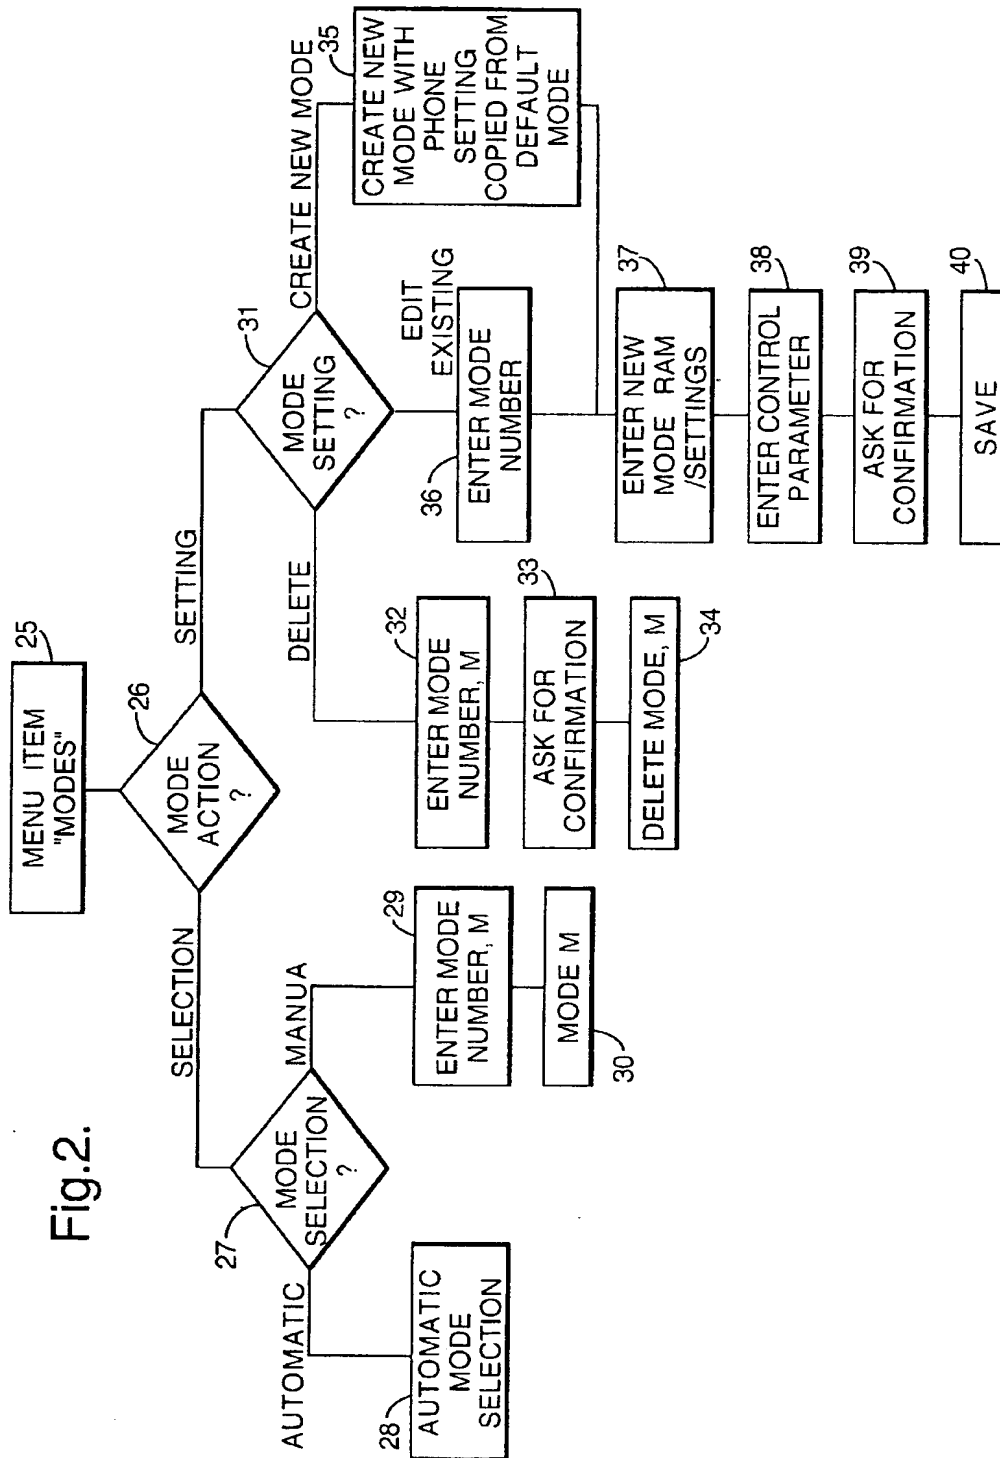 Fig.2.
MENU ITEM
"MODES"
25
MODE
ACTION
?
26
SELECTION
SETTING
MODE
SELECTION
?
27
AUTOMATIC
MANUA
AUTOMATIC
MODE
SELECTION
28
ENTER MODE
NUMBER, M
29
MODE M
30
MODE
SETTING
?
31
DELETE
EDIT
EXISTING
CREATE NEW MODE
ENTER MODE
NUMBER, M
32
ASK FOR
CONFIRMATION
33
DELETE MODE, M
34
CREATE NEW
MODE WITH
PHONE
SETTING
COPIED FROM
DEFAULT
MODE
35
ENTER MODE
NUMBER
36
ENTER NEW
MODE RAM
/SETTINGS
37
ENTER CONTROL
PARAMETER
38
ASK FOR
CONFIRMATION
39
SAVE
40